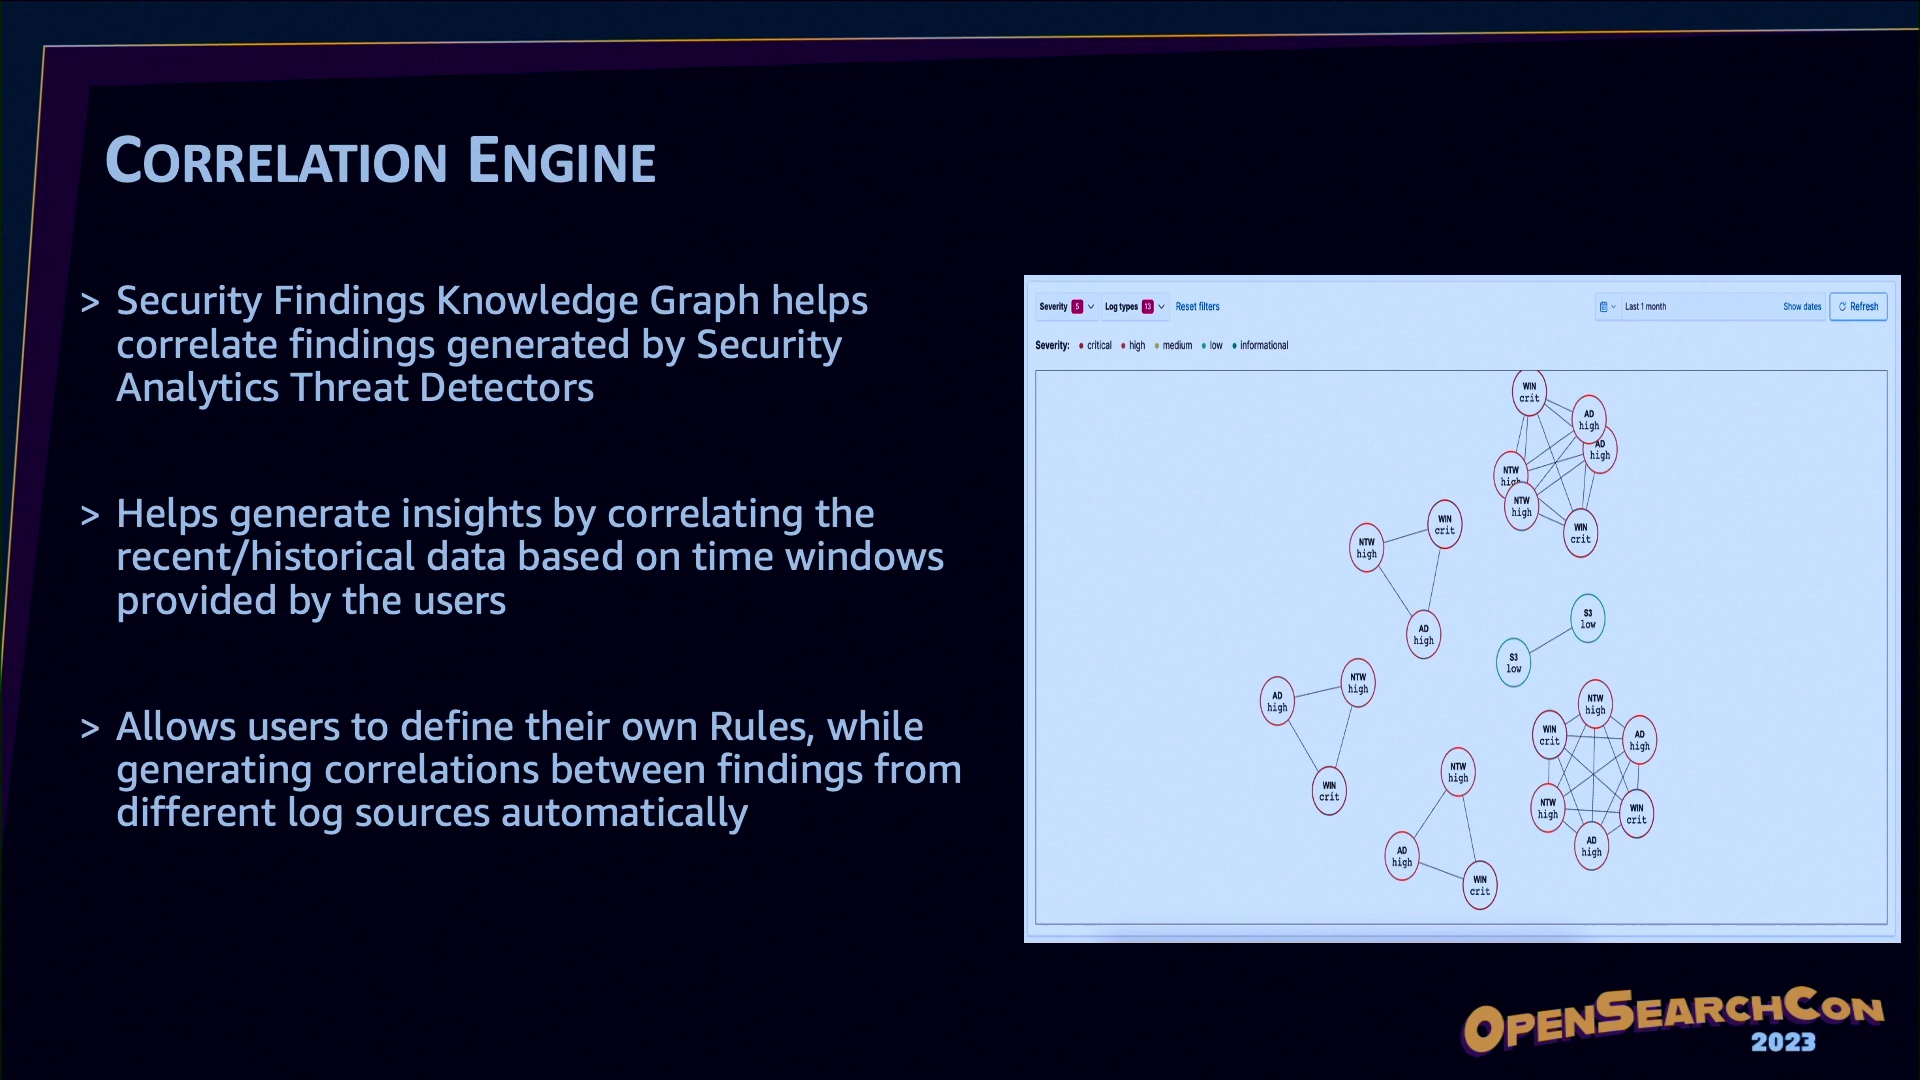 CORRELATION ENGINE
> Security Findings Knowledge Graph helps
correlate findings generated by Security
Analytics Threat Detectors
> Helps generate insights by correlating the
recent/historical data based on time windows
provided by the users
> Allows users to define their own Rules, while
generating correlations between findings from
different log sources automatically
Severity 5 Log types 13 Reset filters
Last 1 month Show dates Refresh
Severity: critical high medium low informational
WIN
crit
AD
high
AD
high
NTW
high
NTW
high
WIN
crit
NTW
high
WIN
crit
AD
high
S3
low
S3
low
AD
high
NTW
high
WIN
crit
NTW
high
AD
high
WIN
crit
NTW
high
WIN
crit
AD
high
NTW
high
WIN
crit
AD
high
OPENSEARCHCON
2023